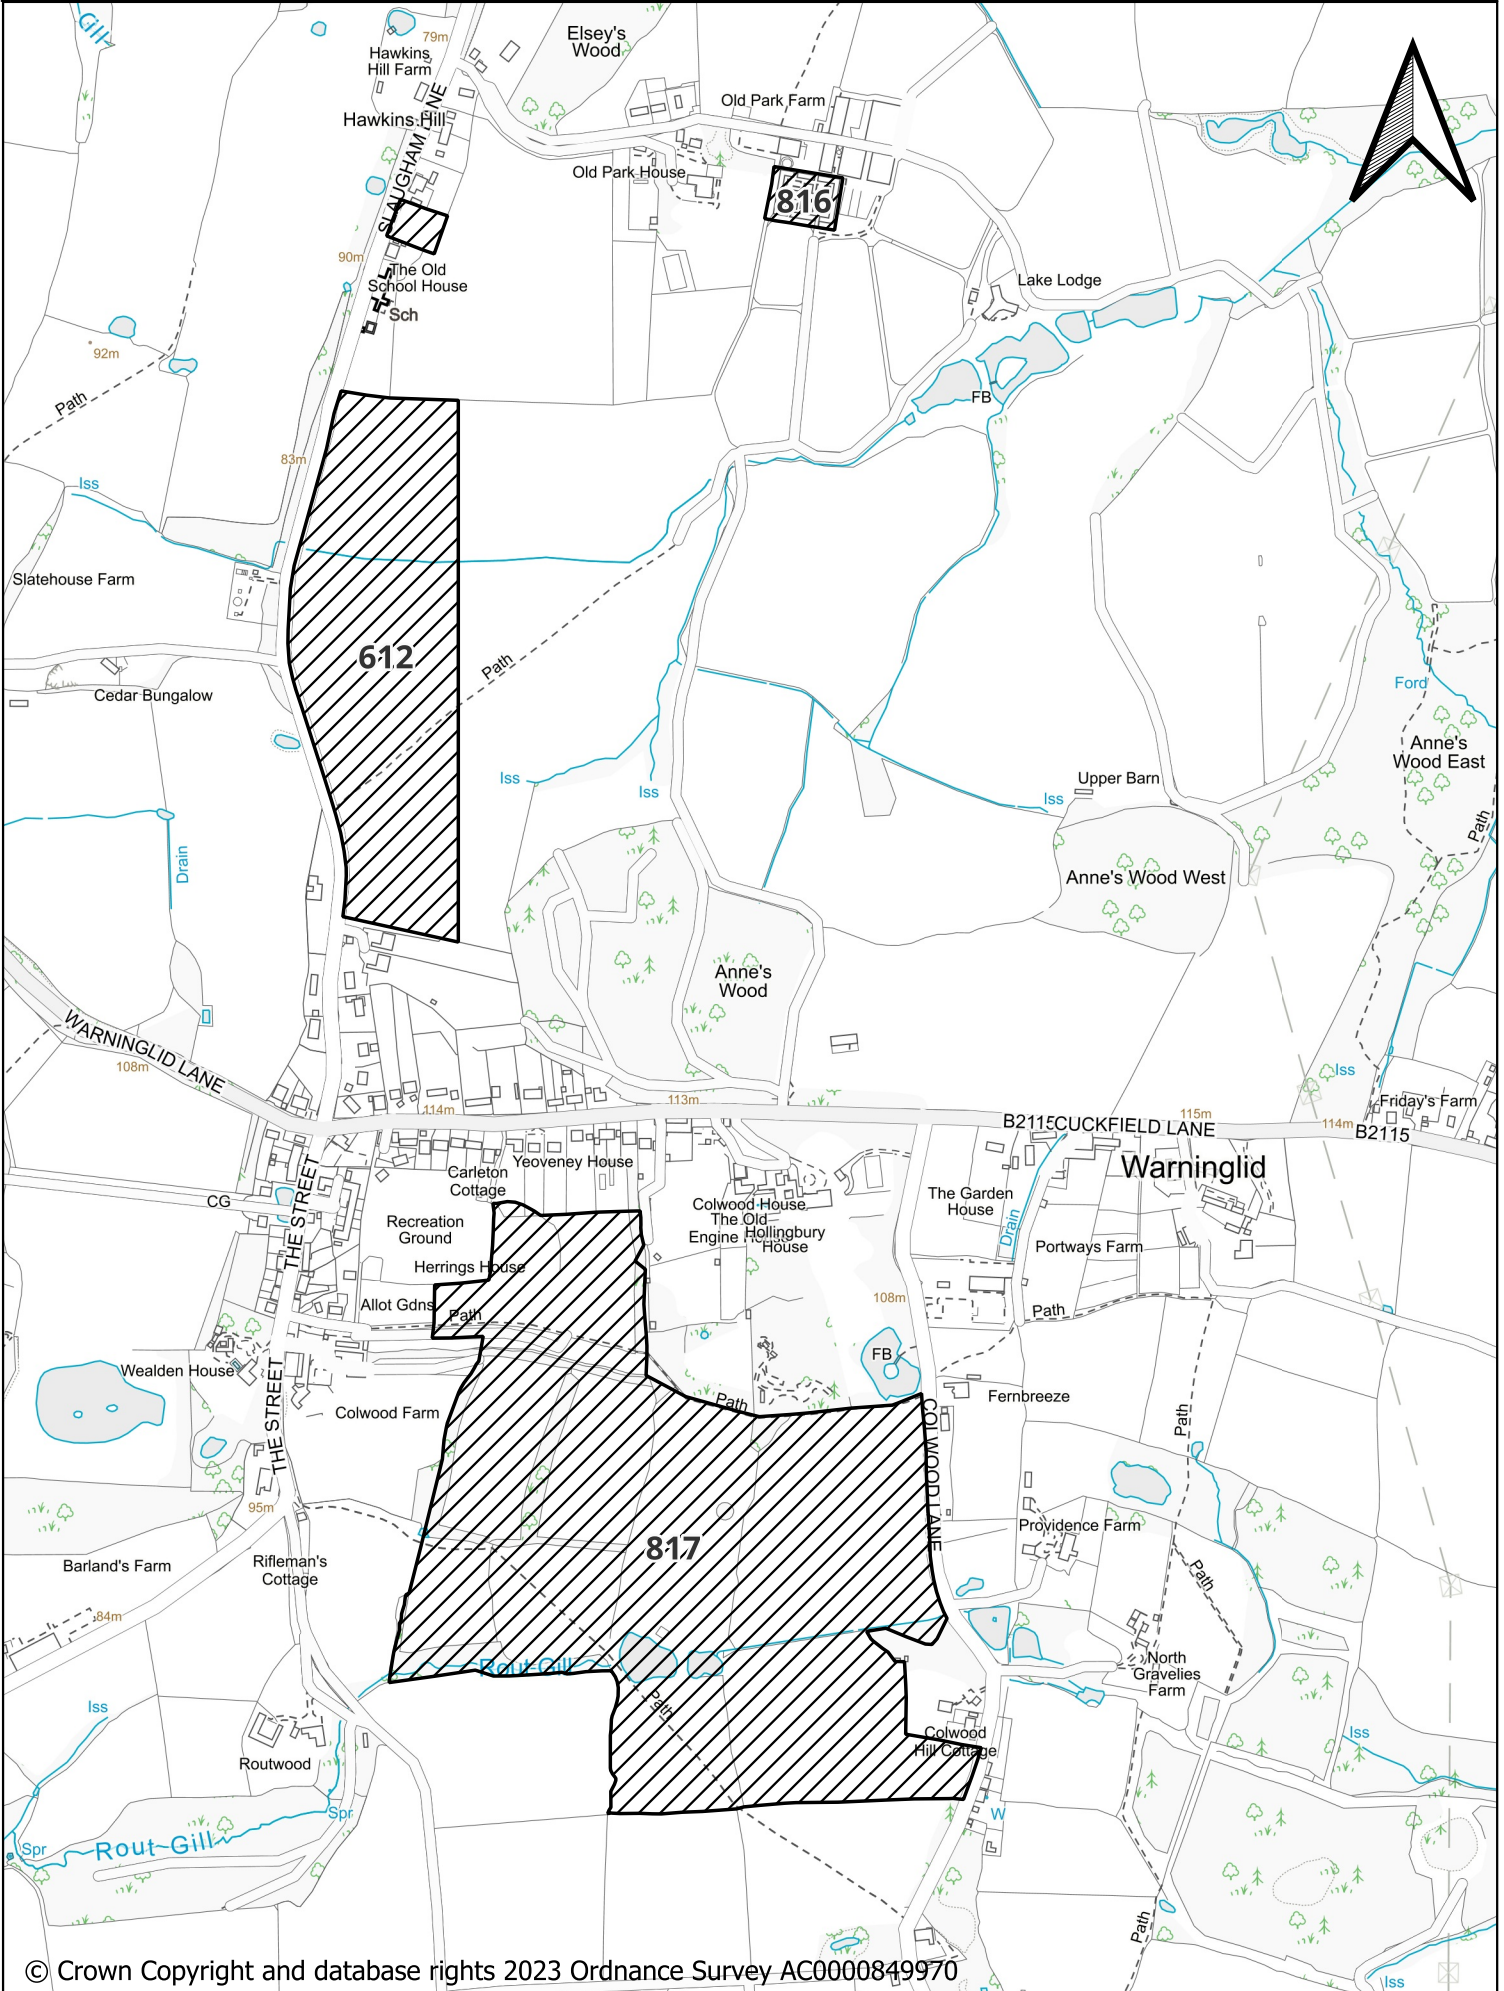 Gill
79m
Hawkins
Hill Farm
Elsey's
Wood
Hawkins Hill
SLAUGHAM LANE
Old Park Farm
Old Park House
816
90m
The Old
School House
Sch
Lake Lodge
92m
Path
FB
83m
Iss
Slatehouse Farm
612
Path
Cedar Bungalow
Ford
Anne's
Wood East
Iss
Iss
Upper Barn
Iss
Path
Drain
Anne's Wood West
Anne's
Wood
WARNINGLID LANE
108m
Iss
114m
113m
Friday's Farm
B2115
CUCKFIELD LANE
115m
114m
B2115
Warninglid
Yeoveney House
Carleton
Cottage
THE STREET
CG
Recreation
Ground
Colwood House
The Old
Engine House
Hollingbury
House
The Garden
House
Drain
Portways Farm
Herrings House
Allot Gdns
Path
108m
Path
FB
Wealden House
THE STREET
Colwood Farm
Path
COLWOOD LANE
Fernbreeze
Path
95m
Providence Farm
817
Barland's Farm
Rifleman's
Cottage
Path
84m
Rout Gill
Path
North
Gravelies
Farm
Iss
Routwood
Colwood
Hill Cottage
Iss
Spr
W
Spr
Rout Gill
Path
Iss
© Crown Copyright and database rights 2023 Ordnance Survey AC0000849970